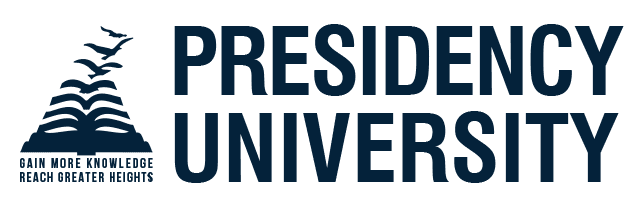 PRESIDENCY
UNIVERSITY
GAIN MORE KNOWLEDGE
REACH GREATER HEIGHTS